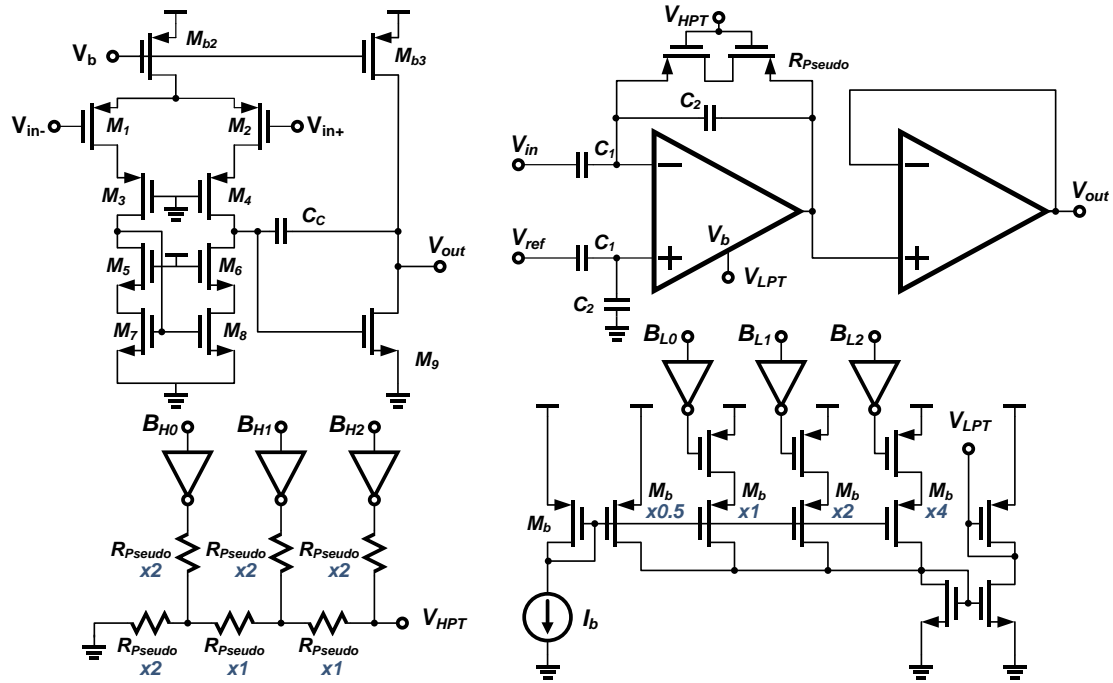 V_b
M_b2
M_b3
V_in-
M_1
M_2
V_in+
M_3
M_4
C_C
V_out
M_5
M_6
M_7
M_8
M_9
V_HPT
R_Pseudo
C_2
V_in
C_1
V_ref
C_1
V_b
C_2
V_LPT
V_out
B_H0
B_H1
B_H2
R_Pseudo
x2
R_Pseudo
x2
R_Pseudo
x2
R_Pseudo
x2
R_Pseudo
x1
R_Pseudo
x1
V_HPT
B_L0
B_L1
B_L2
V_LPT
M_b
M_b
x0.5
M_b
x1
M_b
x2
M_b
x4
I_b